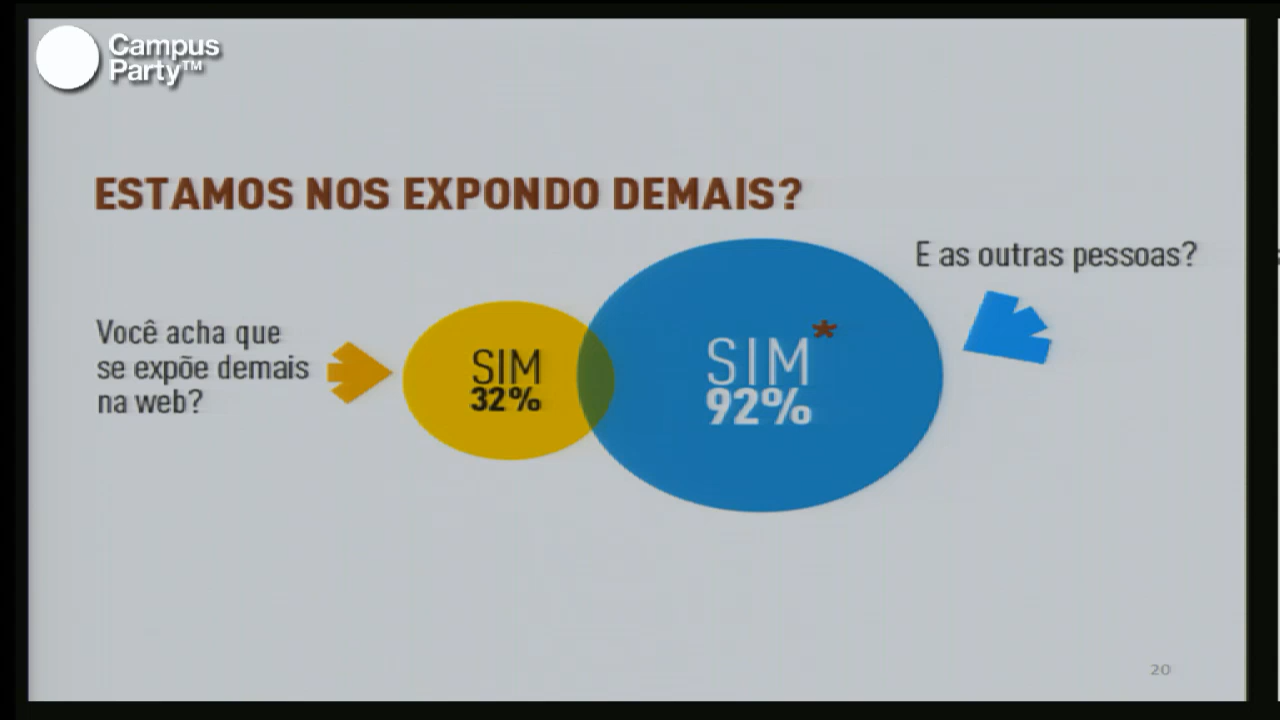 Campus
Party™
ESTAMOS NOS EXPONDO DEMAIS?
E as outras pessoas?
Você acha que
se expõe demais
na web?
SIM
32%
SIM*
92%
20